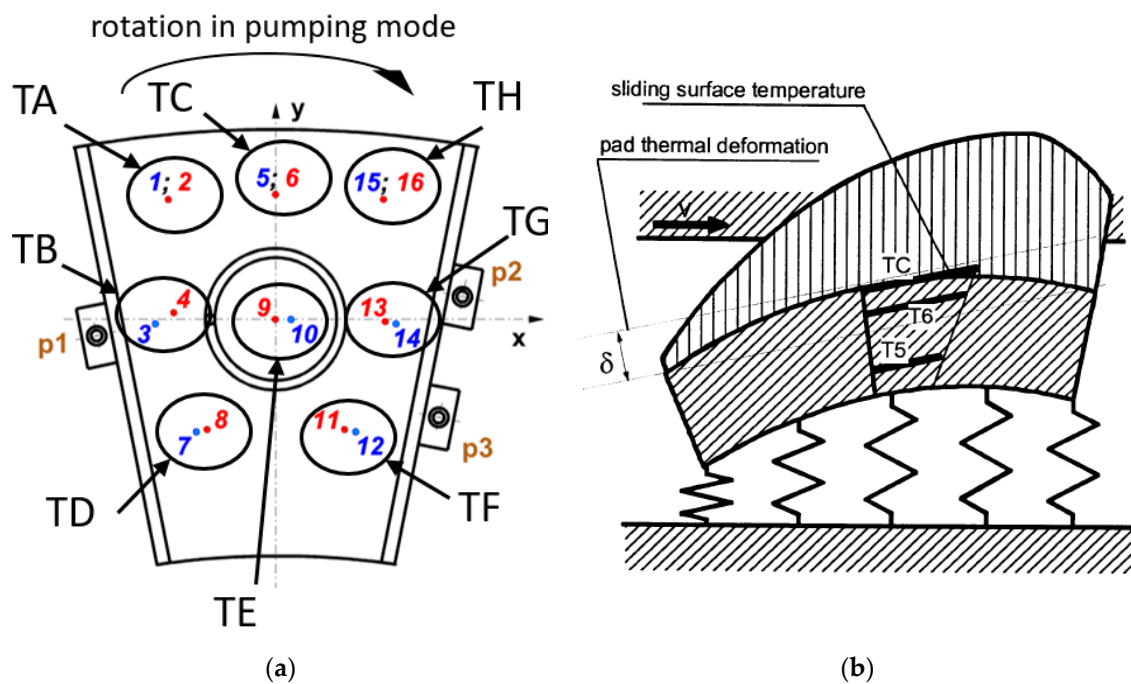 rotation in pumping mode
TA
TC
TH
y
1; 2
5; 6
15; 16
TB
TG
p2
4
9
13
3
10
14
x
p1
8
11
7
12
p3
TD
TF
TE
(a)
sliding surface temperature
pad thermal deformation
V
TC
T6
T5
δ
(b)